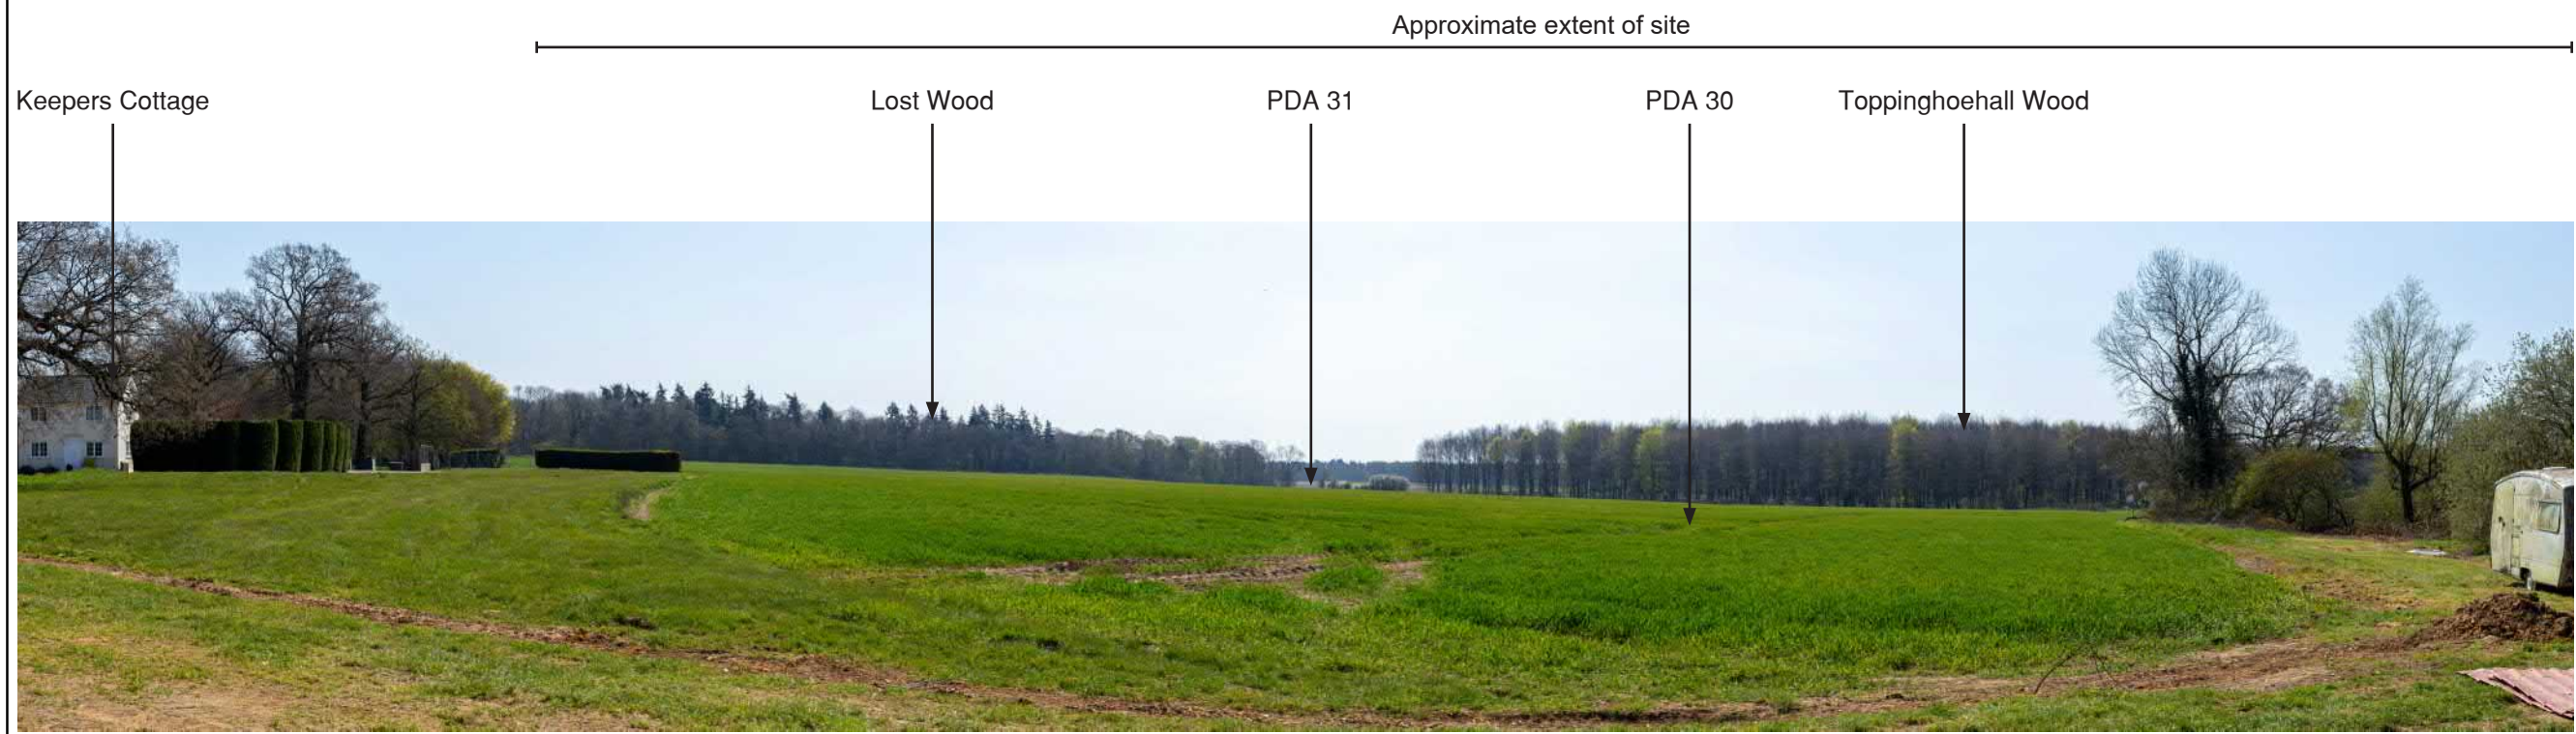 Approximate extent of site
Keepers Cottage
Lost Wood
PDA 31
PDA 30
Toppinghoehall Wood